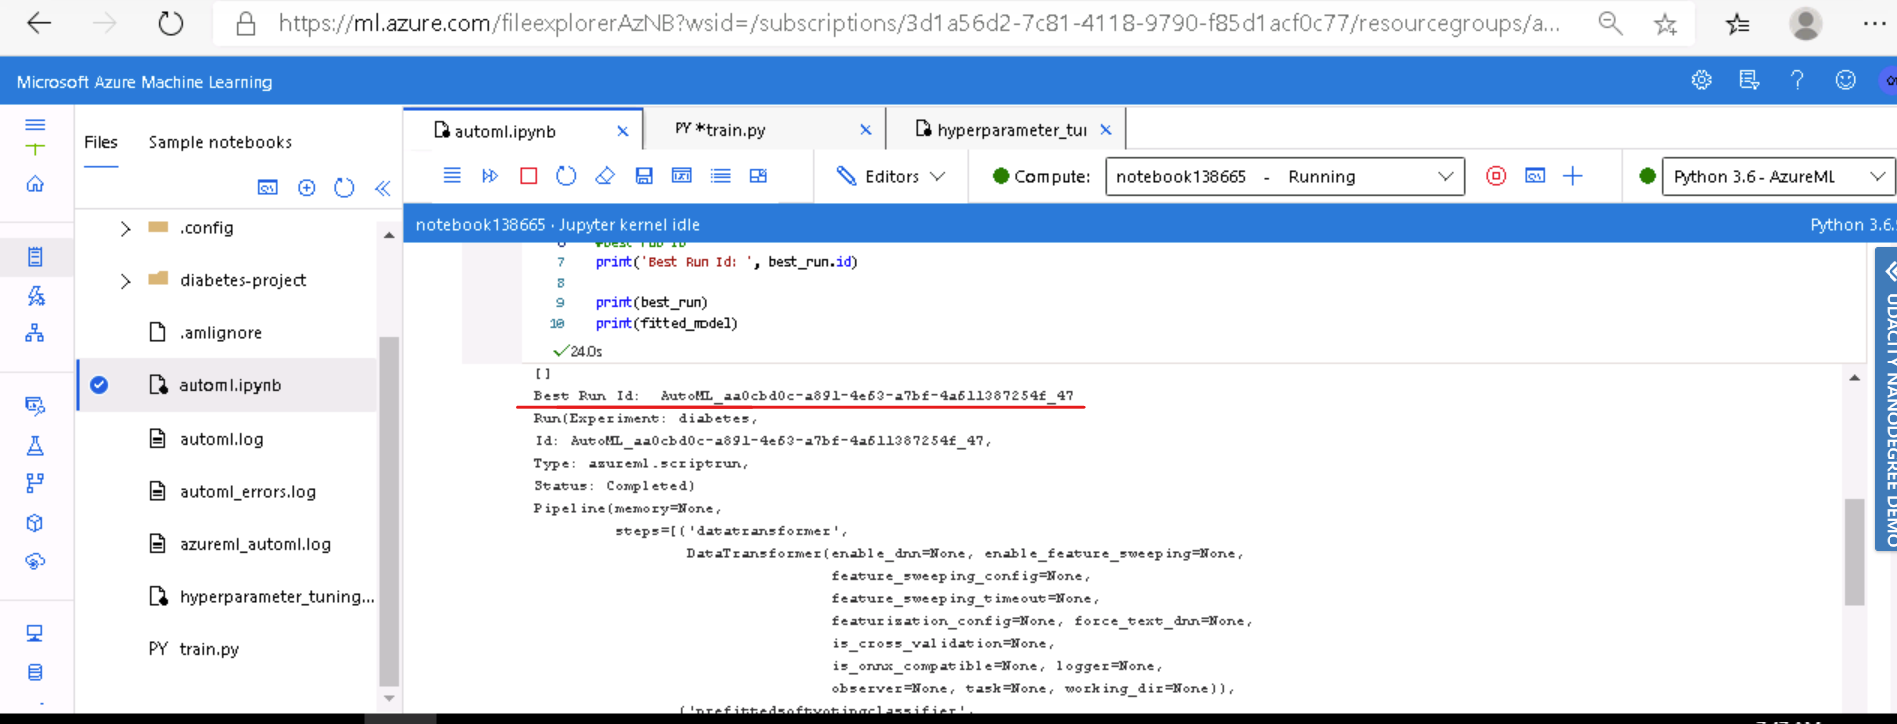 https://ml.azure.com/fileexplorerAzNB?wsid=/subscriptions/3d1a56d2-7c81-4118-9790-f85d1acf0c77/resourcegroups/a...
Microsoft Azure Machine Learning
Files
Sample notebooks
.config
diabetes-project
.amlignore
automl.ipynb
automl.log
automl_errors.log
azureml_automl.log
hyperparameter_tuning...
PY train.py
automl.ipynb
PY *train.py
hyperparameter_tui
Editors
Compute:
notebook138665 - Running
Python 3.6 - AzureML
notebook138665 · Jupyter kernel idle
Python 3.6.
#best run ID
7 print('Best Run Id: ', best_run.id)
8
9 print(best_run)
10 print(fitted_model)
24.0s
[]
Best Run Id: AutoML_aa0cbd0c-a891-4e63-a7bf-4a611387254f_47
Run(Experiment: diabetes,
Id: AutoML_aa0cbd0c-a891-4e63-a7bf-4a611387254f_47,
Type: azureml.scriptrun,
Status: Completed)
Pipeline(memory=None,
steps=[('datatransformer',
DataTransformer(enable_dnn=None, enable_feature_sweeping=None,
feature_sweeping_config=None,
feature_sweeping_timeout=None,
featurization_config=None, force_text_dnn=None,
is_cross_validation=None,
is_onnx_compatible=None, logger=None,
observer=None, task=None, working_dir=None)),
('prefittedsoftvotingclassifier',
UDACITY NANODEGREE DEMO